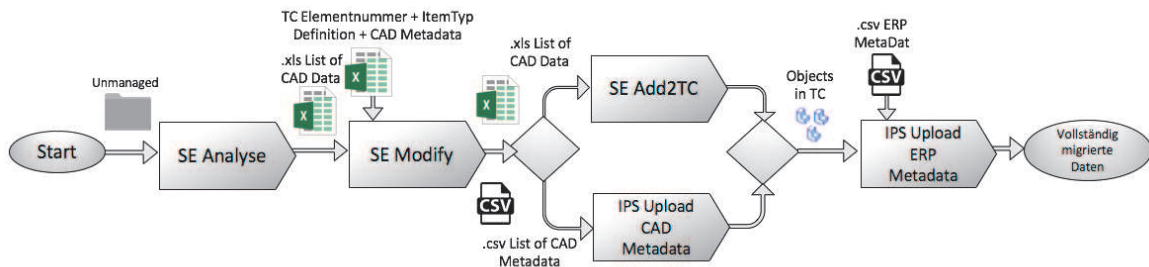 TC Elementnummer + ItemTyp
Definition + CAD Metadata
.csv ERP
MetaDat
.xls List of
CAD Data
.xls List of
CAD Data
Unmanaged
X
X
X
CSV
Objects
in TC
Start
SE Analyse
SE Modify
SE Add2TC
IPS Upload
ERP
Metadata
Vollständig
migrierte
Daten
CSV
.csv List of CAD
Metadata
IPS Upload
CAD
Metadata